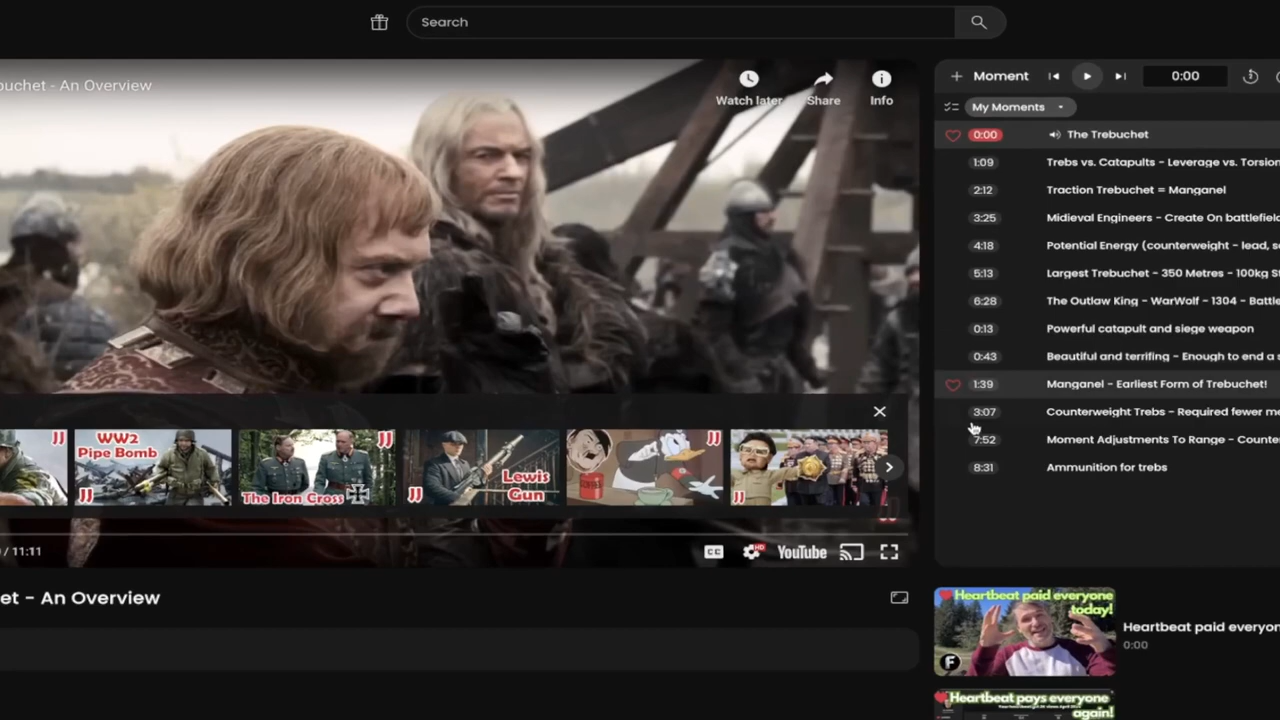 Search
buchet - An Overview
Watch later
Share
Info
Moment
0:00
My Moments
0:00 The Trebuchet
1:09 Trebs vs. Catapults - Leverage vs. Torsion
2:12 Traction Trebuchet = Manganel
3:25 Midieval Engineers - Create On battlefield
4:18 Potential Energy (counterweight - lead, s
5:13 Largest Trebuchet - 350 Metres - 100kg St
6:28 The Outlaw King - WarWolf - 1304 - Battle
0:13 Powerful catapult and siege weapon
0:43 Beautiful and terrifing - Enough to end a s
1:39 Manganel - Earliest Form of Trebuchet!
3:07 Counterweight Trebs - Required fewer m
7:52 Moment Adjustments To Range - Counte
8:31 Ammunition for trebs
WW2
Pipe Bomb
The Iron Cross
Lewis
Gun
/ 11:11
CC
HD
YouTube
et - An Overview
Heartbeat paid everyone
today!
F
Heartbeat paid everyon
0:00
Heartbeat pays everyone
again!